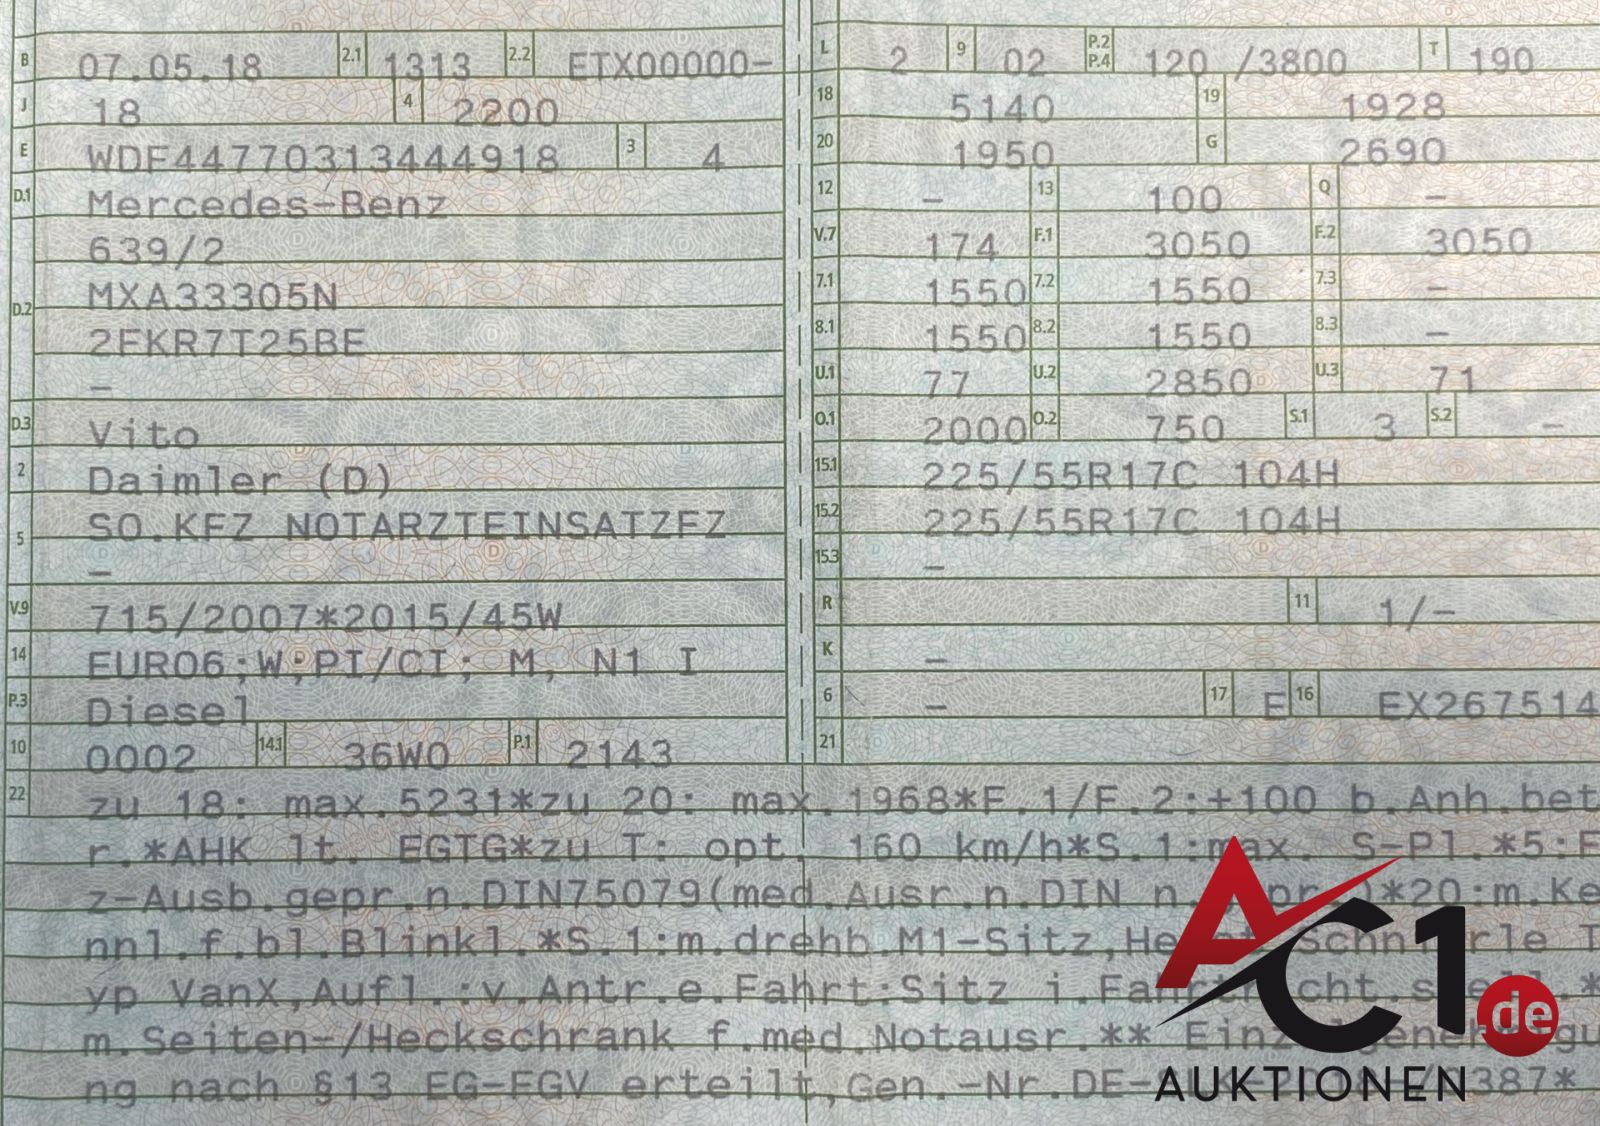 B 07.05.18 2.1 1313 2.2 ETX00000-
J 18 4 2200
E WDF44770313444918 3 4
D.1 Mercedes-Benz
639/2
D.2 MXA33305N
2FKR7T25BE
-
D.3 Vito
2 Daimler (D)
5 SO.KFZ NOTARZTEINSATZFZ
-
V.9 715/2007*2015/45W
14 EURO6;W;PI/CI; M, N1 I
P.3 Diesel
10 0002 14.1 36W0 P.1 2143
L 2 9 02 P.2 P.4 120 /3800 T 190
18 5140 19 1928
20 1950 G 2690
12 - 13 100 Q -
V.7 174 F.1 3050 F.2 3050
7.1 1550 7.2 1550 7.3 -
8.1 1550 8.2 1550 8.3 -
U.1 77 U.2 2850 U.3 71
O.1 2000 O.2 750 S.1 3 S.2 -
15.1 225/55R17C 104H
15.2 225/55R17C 104H
15.3 -
R 11 1/-
K -
6 - 17 E 16 EX267514
21
22 zu 18: max.5231*zu 20: max.1968*F.1/F.2:+100 b.Anh.bet
r.*AHK lt. EGTG*zu T: opt. 160 km/h*S.1:max. S-Pl.*5:F
z-Ausb.gepr.n.DIN75079(med.Ausr.n.DIN n. *20:m.Ke
nnl.f.bl.Blinkl.*S.1:m.drehb.M1-Sitz, T
yp VanX,Aufl.:v.Antr.e.Fahrt:Sitz i. *
m.Seiten-/Heckschrank f.med.Notausr.**
ng nach §13 EG-FGV erteilt,Gen.-Nr.DE- 387*
AC1.de
AUKTIONEN